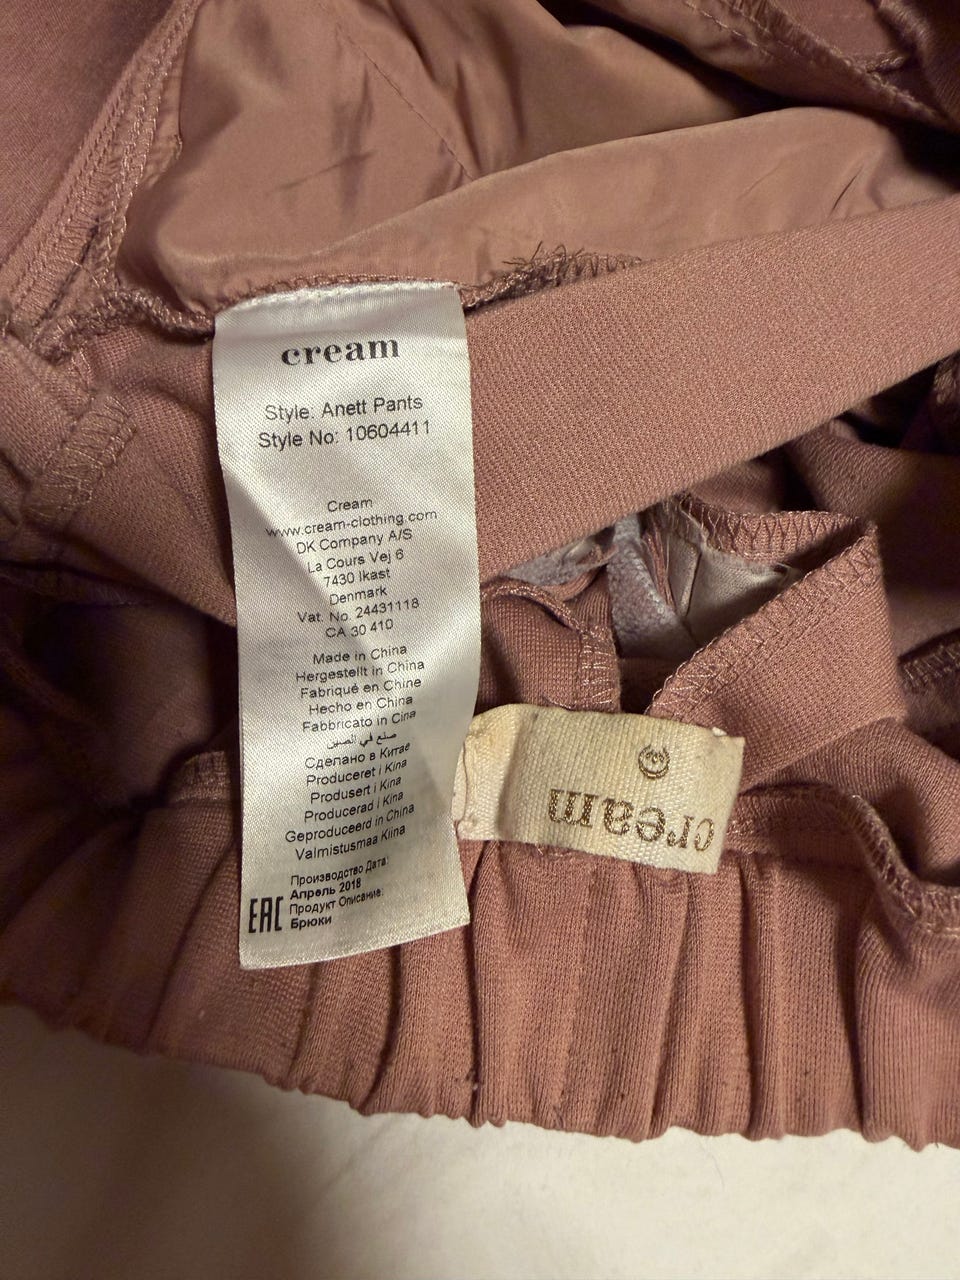 cream
Style: Anett Pants
Style No: 10604411
Cream
www.cream-clothing.com
DK Company A/S
La Cours Vej 6
7430 Ikast
Denmark
Vat. No. 24431118
CA 30 410
Made in China
Hergestellt in China
Fabriqué en Chine
Hecho en China
Fabbricato in Cina
صنع في الصين
Сделано в Китае
Produceret i Kina
Produsert i Kina
Producerad i Kina
Geproduceerd in China
Valmistusmaa Kiina
Производство Дата:
Апрель 2018
Продукт Описание:
Брюки
EAC
cream